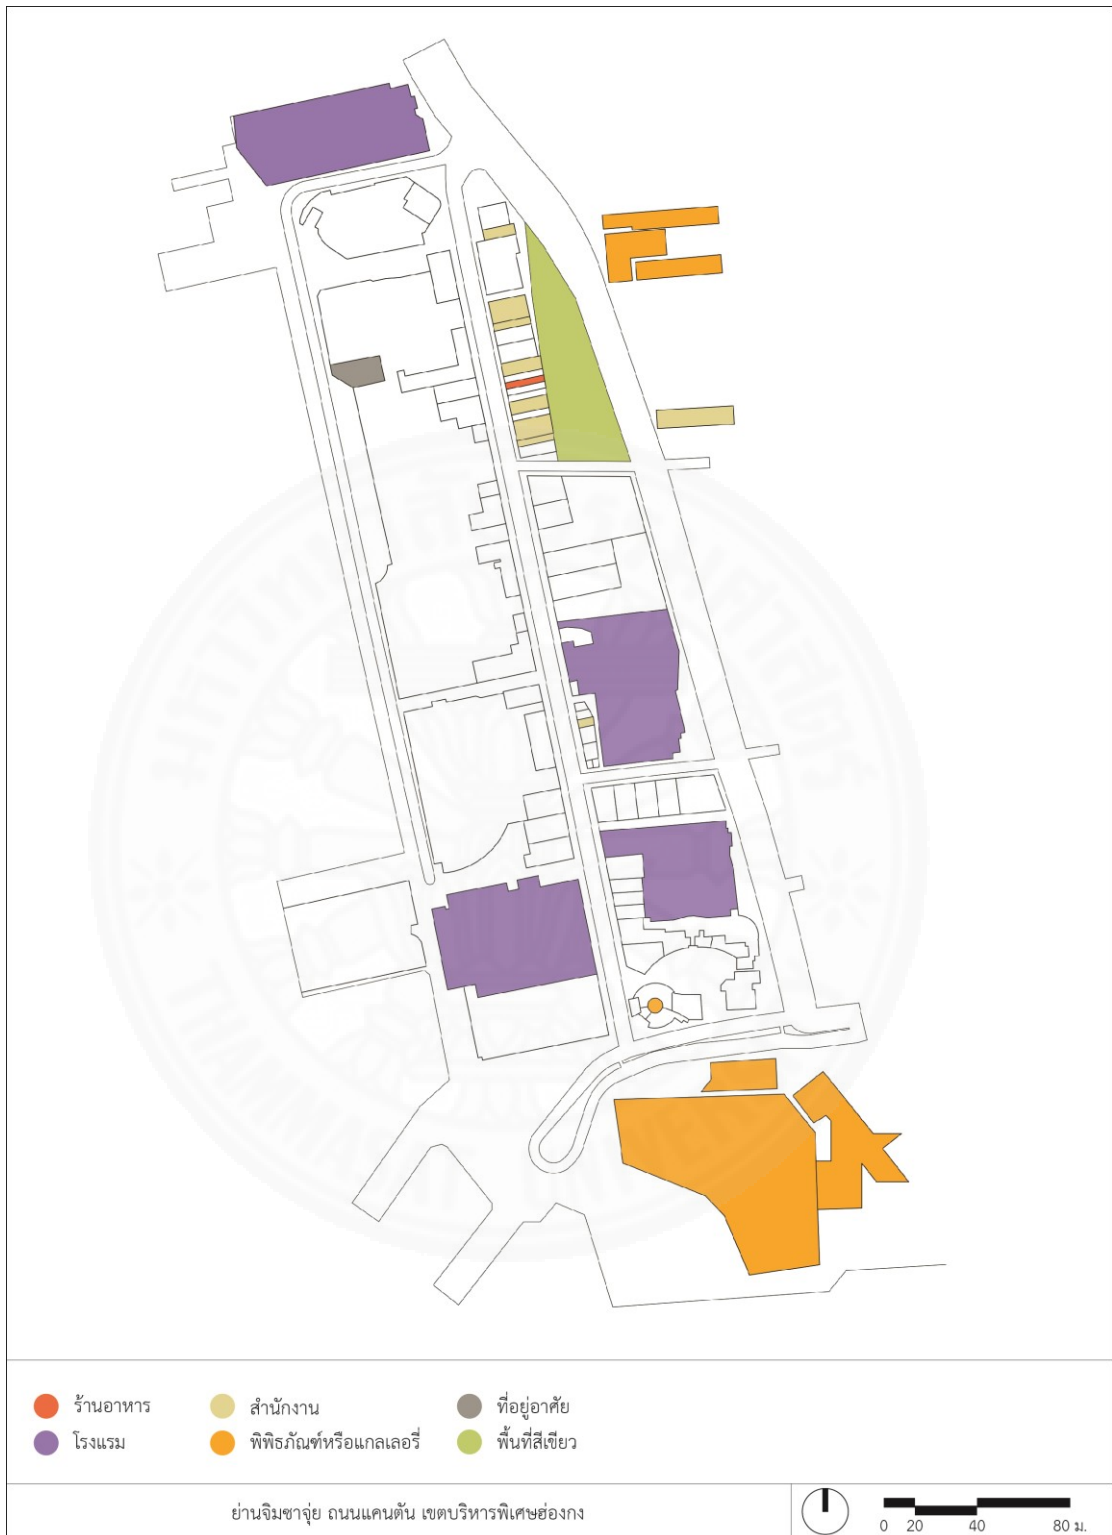 ร้านอาหาร
สำนักงาน
ที่อยู่อาศัย
โรงแรม
พิพิธภัณฑ์หรือแกลเลอรี่
พื้นที่สีเขียว
ย่านจิมซาจุ่ย ถนนแคนตัน เขตบริหารพิเศษฮ่องกง
0 20 40 80 ม.